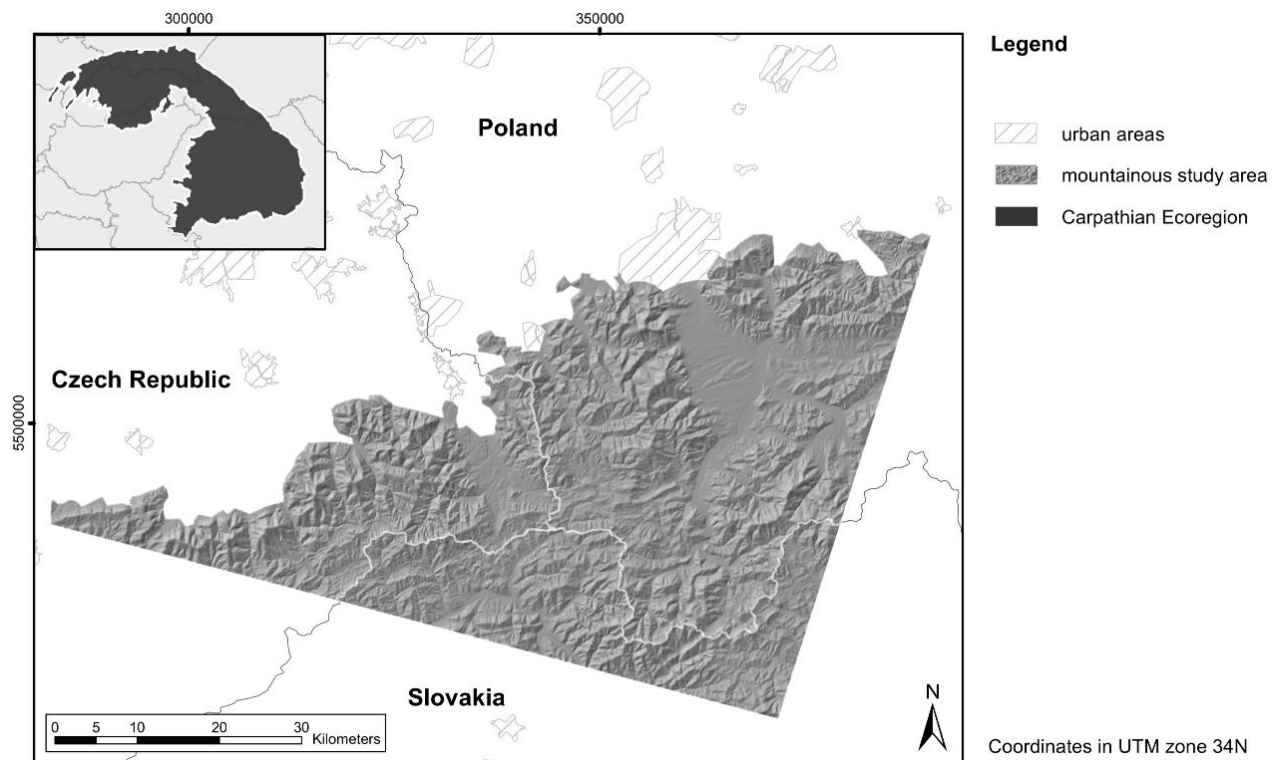 300000
350000
Legend
Poland
urban areas
mountainous study area
Carpathian Ecoregion
Czech Republic
5500000
Slovakia
N
0 5 10 20 30
Kilometers
Coordinates in UTM zone 34N